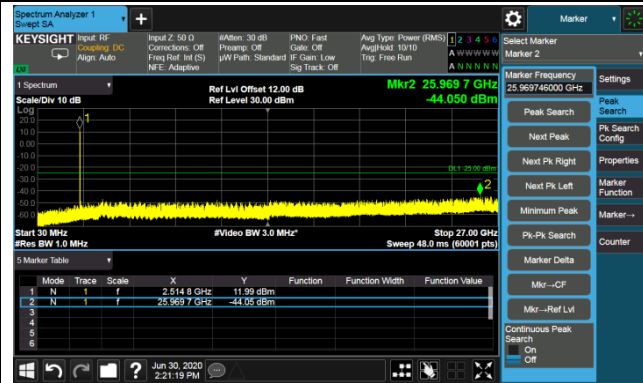 Spectrum Analyzer 1
Swept SA
Marker
KEYSIGHT
Input: RF
Coupling: DC
Align: Auto
Input Z: 50 Ω
Corrections: Off
Freq Ref: Int (S)
NFE: Adaptive
#Atten: 30 dB
Preamp: Off
µW Path: Standard
PNO: Fast
Gate: Off
IF Gain: Low
Sig Track: Off
Avg Type: Power (RMS)
Avg|Hold: 10/10
Trig: Free Run
1 2 3 4 5 6
A W W W W W
A N N N N N
LXI
Select Marker
Marker 2
1 Spectrum
Scale/Div 10 dB
Log
Ref Lvl Offset 12.00 dB
Ref Level 30.00 dBm
Mkr2 25.969 7 GHz
-44.050 dBm
20.0
10.0
0.00
-10.0
-20.0
-30.0
-40.0
-50.0
-60.0
1
DL1 -25.00 dBm
2
Start 30 MHz
#Res BW 1.0 MHz
#Video BW 3.0 MHz*
Stop 27.00 GHz
Sweep 48.0 ms (60001 pts)
5 Marker Table
Mode Trace Scale X Y Function Function Width Function Value
1 N 1 f 2.514 8 GHz 11.99 dBm
2 N 1 f 25.969 7 GHz -44.05 dBm
3
4
5
6
Marker Frequency
25.969746000 GHz
Peak Search
Next Peak
Next Pk Right
Next Pk Left
Minimum Peak
Pk-Pk Search
Marker Delta
Mkr→CF
Mkr→Ref Lvl
Continuous Peak
Search
On
Off
Settings
Peak
Search
Pk Search
Config
Properties
Marker
Function
Marker→
Counter
?
Jun 30, 2020
2:21:19 PM